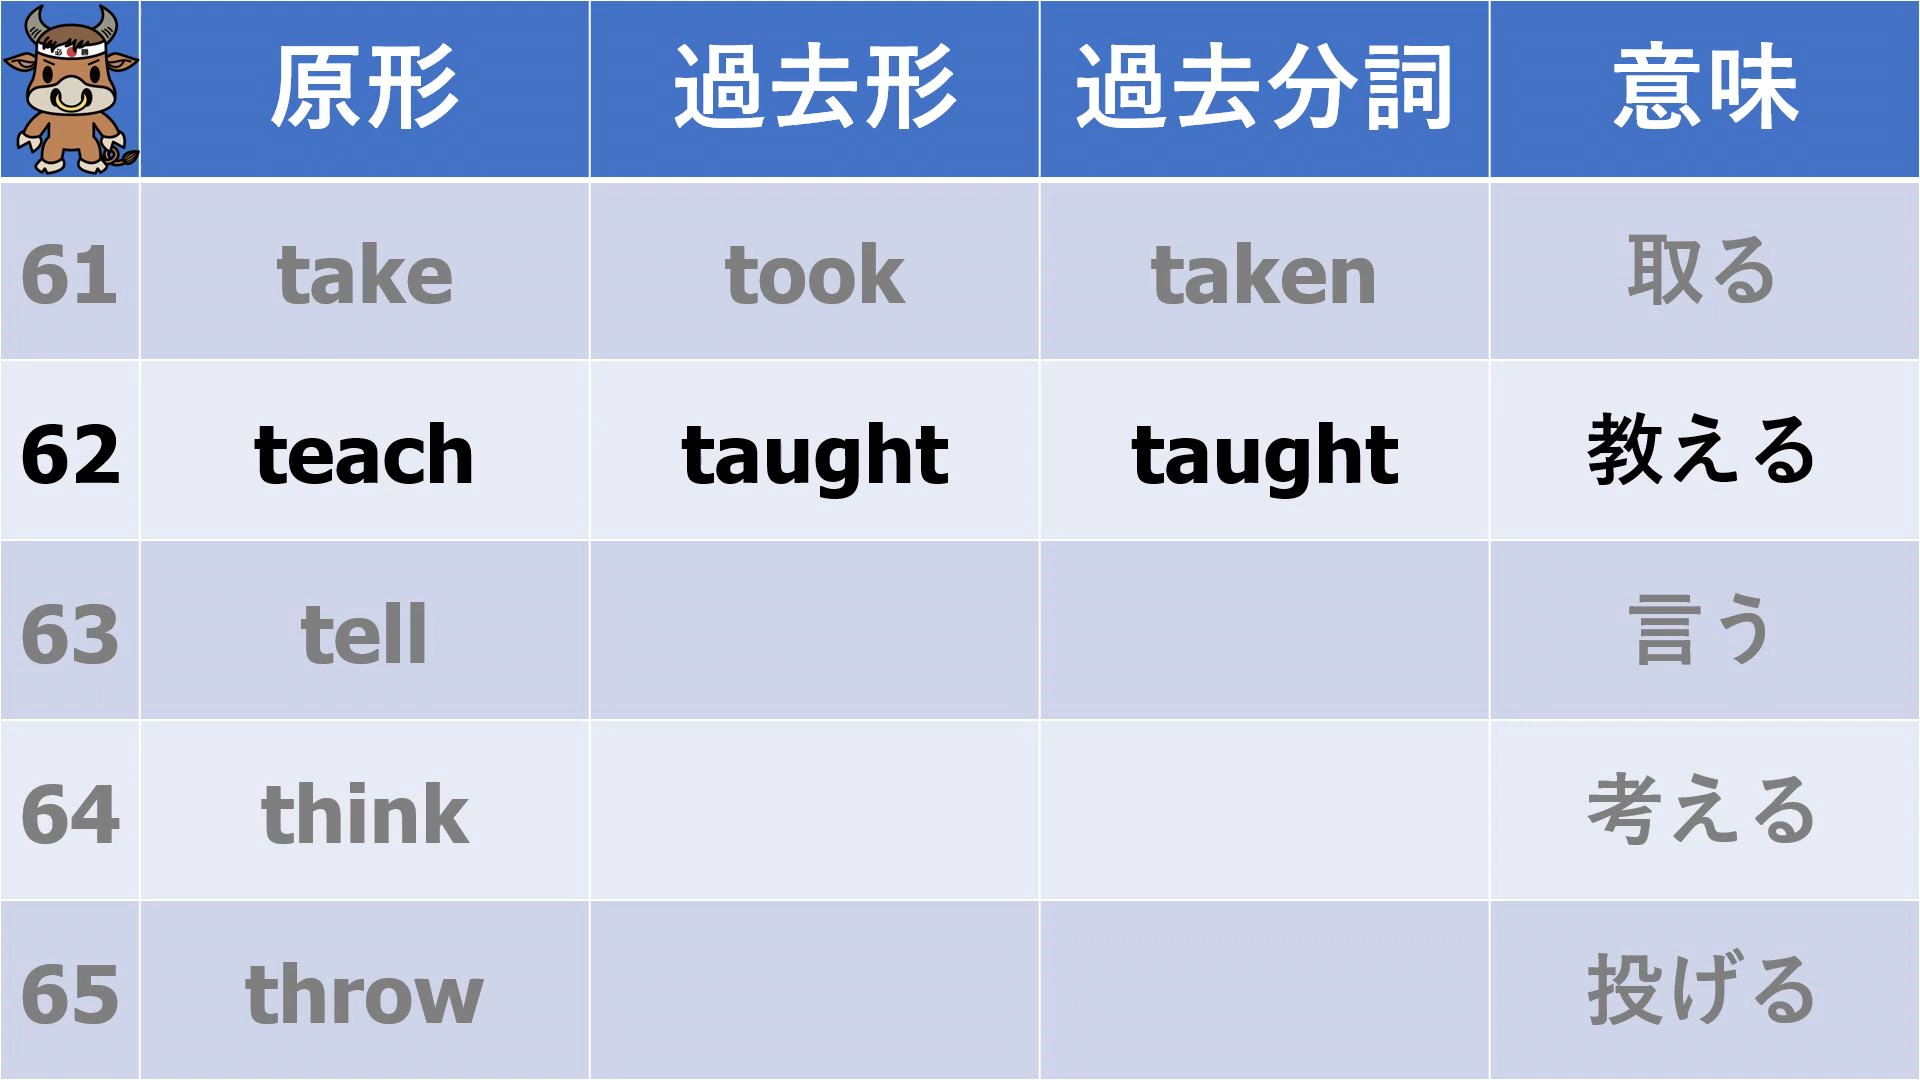 原形 過去形 過去分詞 意味
61 take took taken 取る
62 teach taught taught 教える
63 tell 言う
64 think 考える
65 throw 投げる